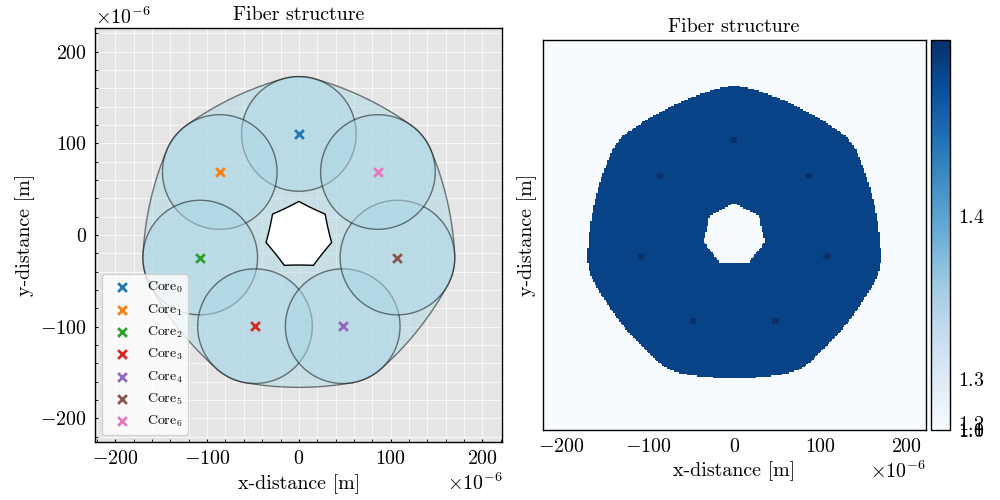 ×10⁻⁶
Fiber structure
200
100
0
−100
−200
y-distance [m]
Core₀
Core₁
Core₂
Core₃
Core₄
Core₅
Core₆
−200
−100
0
100
200
x-distance [m]
×10⁻⁶
Fiber structure
y-distance [m]
−200
−100
0
100
200
x-distance [m]
×10⁻⁶
1.4
1.3